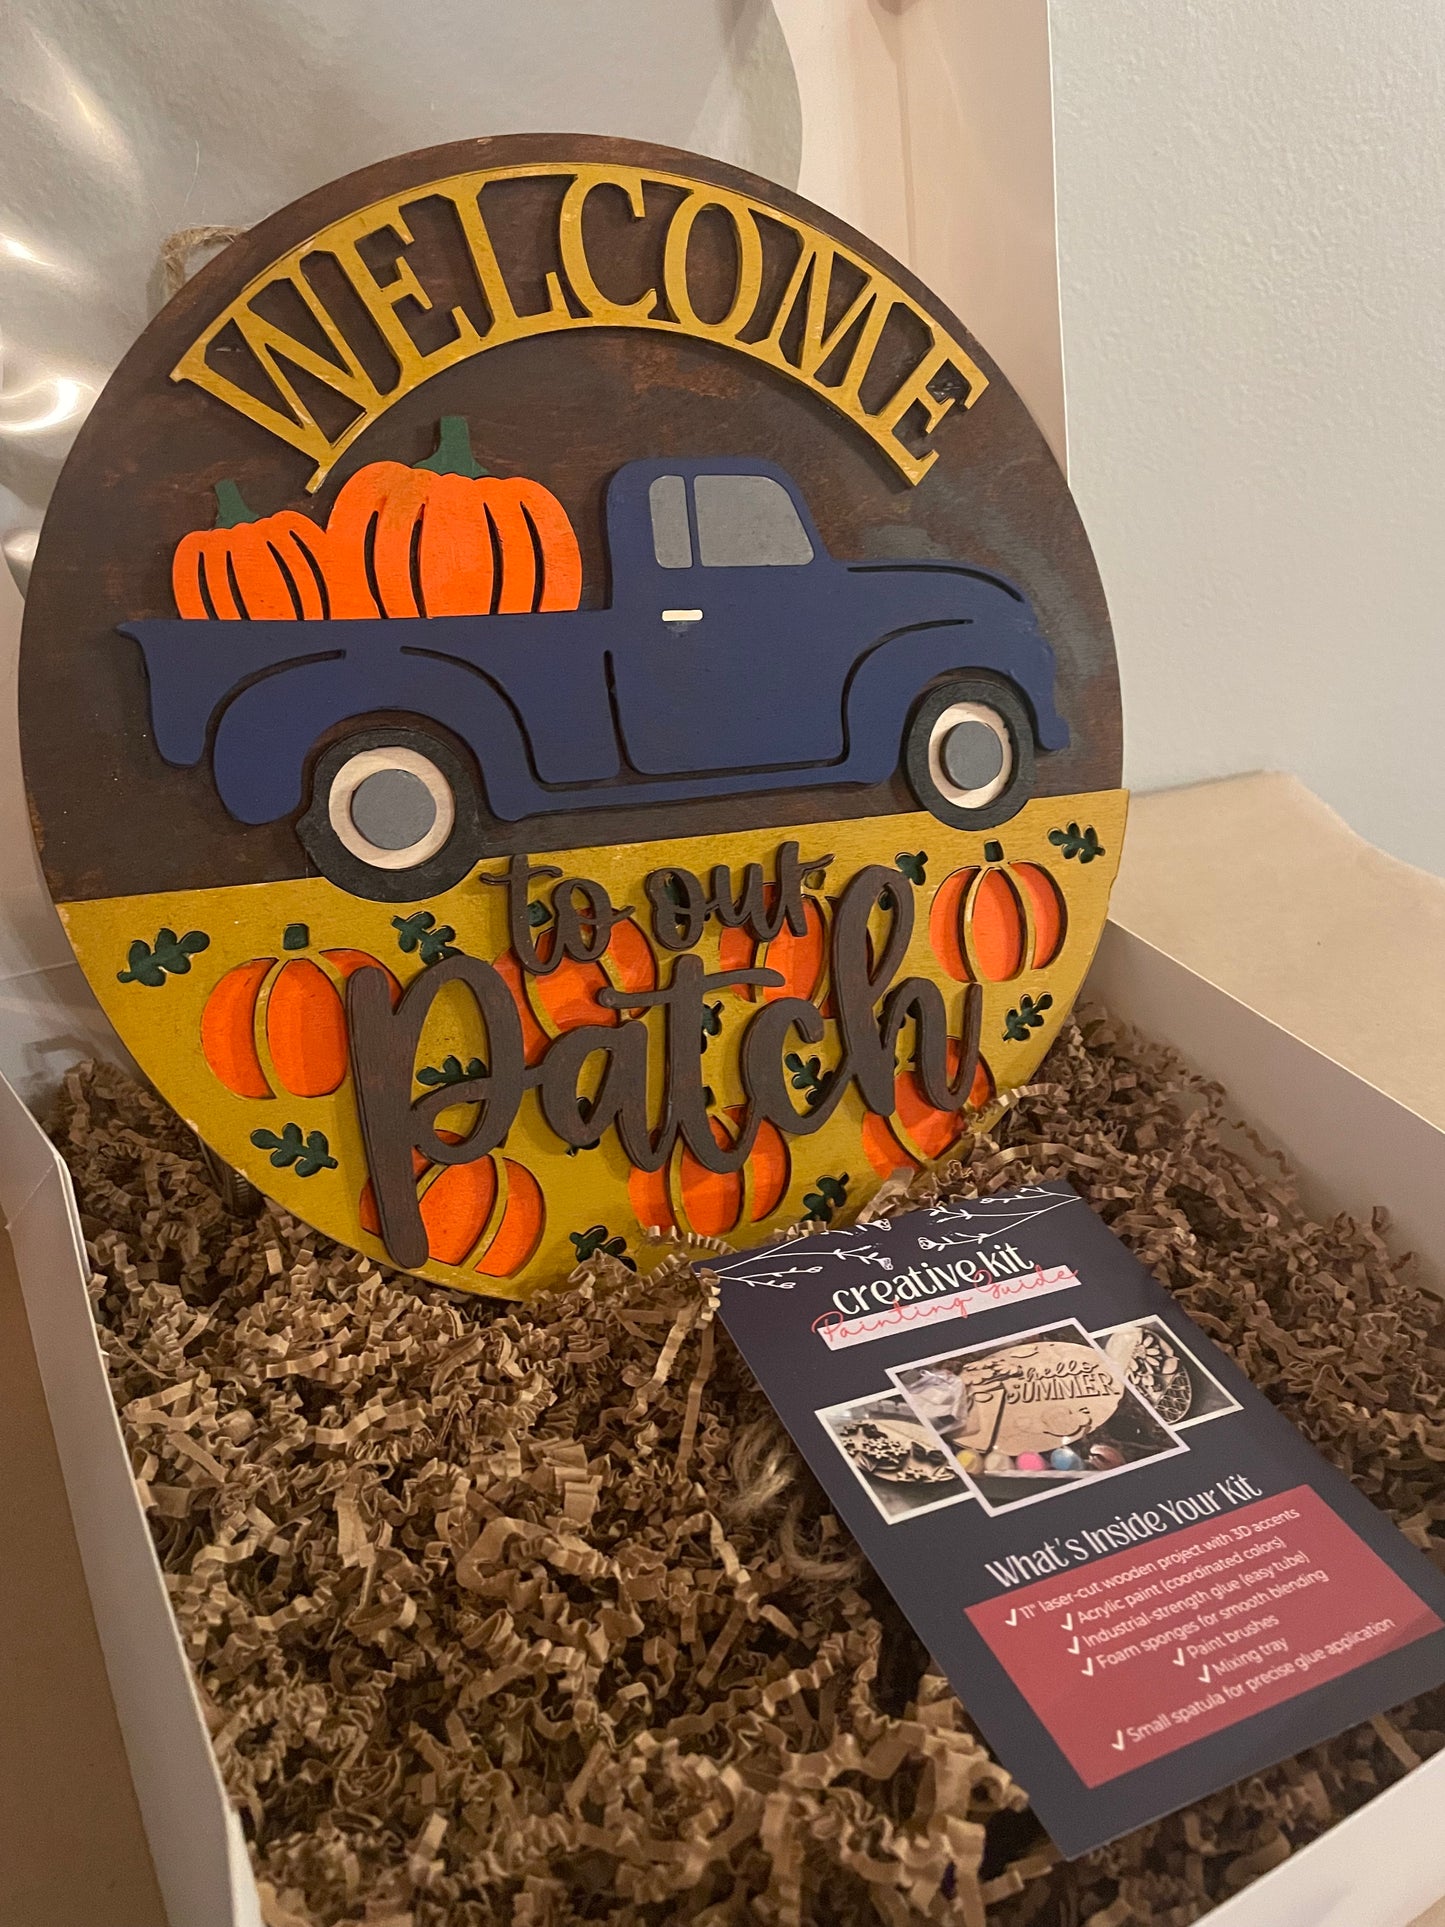 WELCOME
to out
Patch
creative kit
Painting Guide
hello
SUMMER
What's Inside Your Kit
✓ 11" laser-cut wooden project with 3D accents
✓ Acrylic paint (coordinated colors)
✓ Industrial-strength glue (easy tube)
✓ Foam sponges for smooth blending
✓ Paint brushes
✓ Mixing tray
✓ Small spatula for precise glue application